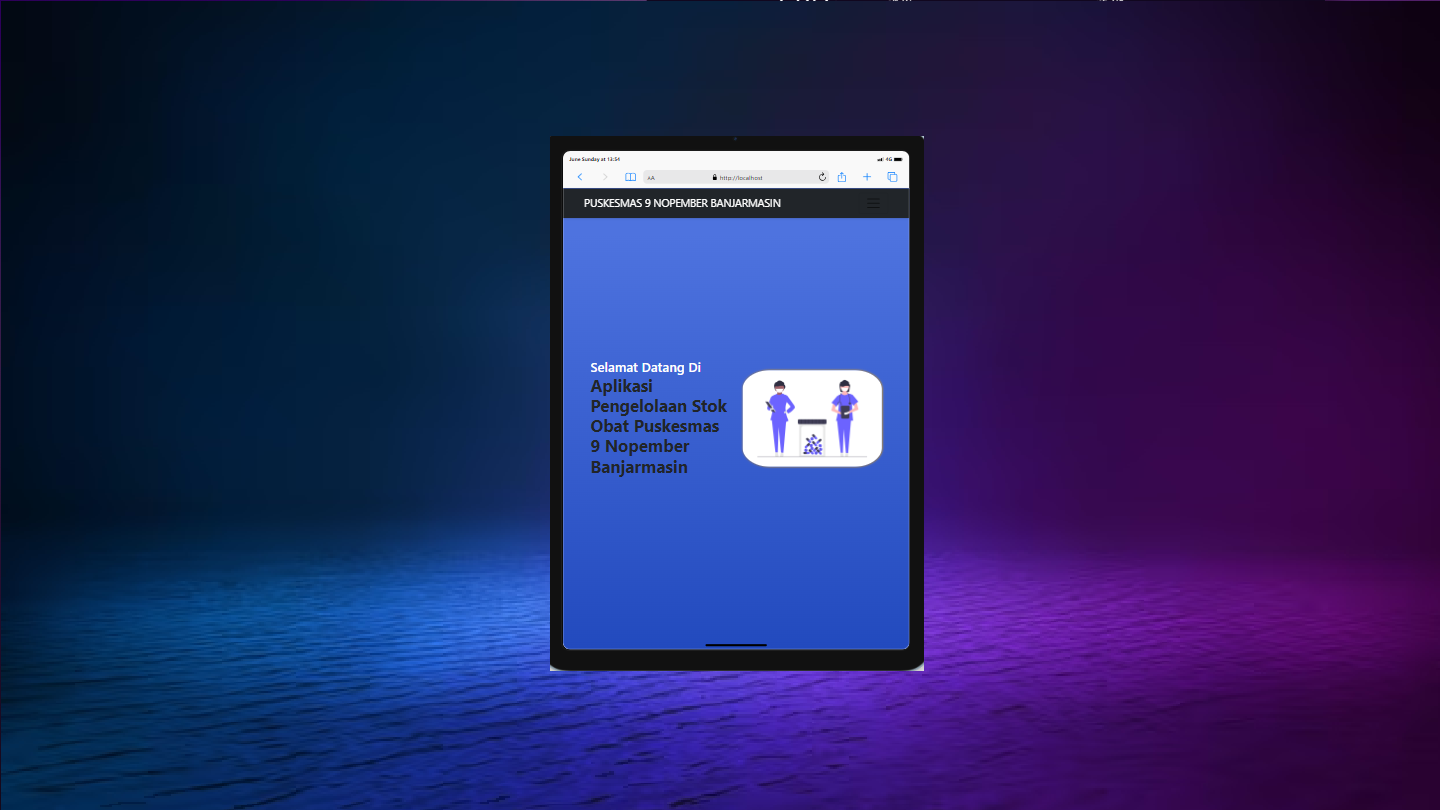 June Sunday at 13:54
4G
AA
http://localhost
PUSKESMAS 9 NOPEMBER BANJARMASIN
Selamat Datang Di
Aplikasi
Pengelolaan Stok
Obat Puskesmas
9 Nopember
Banjarmasin